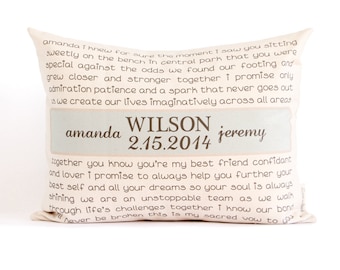 amanda I knew for sure the moment I saw you sitting
sweetly on the bench in central park that you were
special against the odds we found our footing and
grew closer and stronger together I promise only
admiration patience and a spark that never goes out
as we create our lives imaginatively across all areas
amanda WILSON jeremy
2.15.2014
together you know you're my best friend confidant
and lover I promise to always help you further your
best self and all your dreams so your soul is always
shining we are an unstoppable team as we walk
through life's challenges together I know our bond
never be broken this is my sacred vow to you